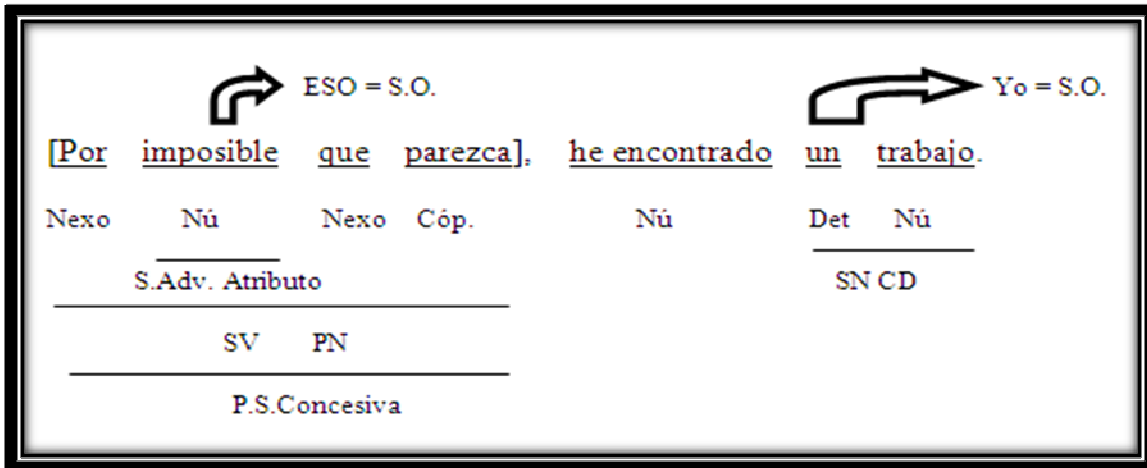 ESO = S.O. Yo = S.O.
[Por imposible que parezca], he encontrado un trabajo.
Nexo Nú Nexo Cóp. Nú Det Nú
S.Adv. Atributo SN CD
SV PN
P.S.Concesiva